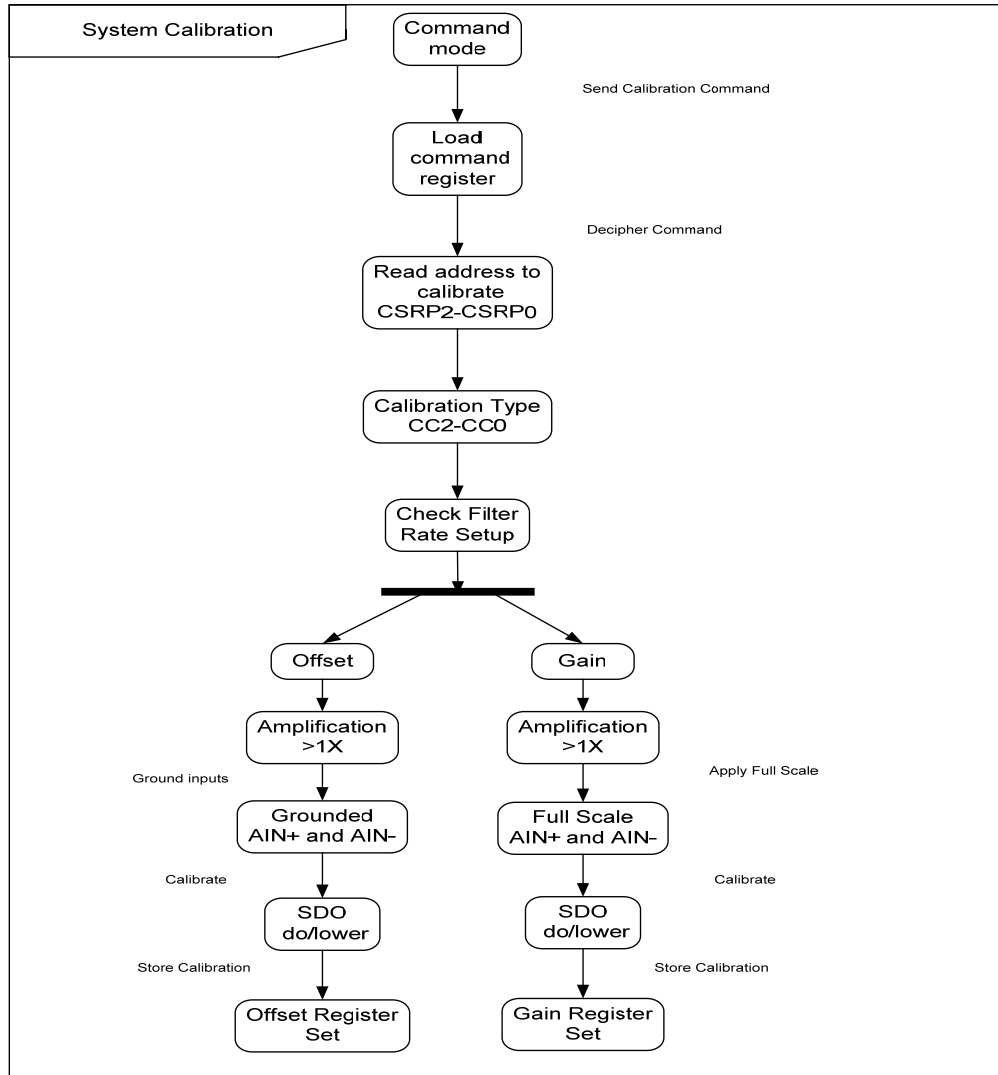 System Calibration
Command
mode
Send Calibration Command
Load
command
register
Decipher Command
Read address to
calibrate
CSRP2-CSRP0
Calibration Type
CC2-CC0
Check Filter
Rate Setup
Offset
Gain
Amplification
>1X
Amplification
>1X
Ground inputs
Apply Full Scale
Grounded
AIN+ and AIN-
Full Scale
AIN+ and AIN-
Calibrate
Calibrate
SDO
do/lower
SDO
do/lower
Store Calibration
Store Calibration
Offset Register
Set
Gain Register
Set